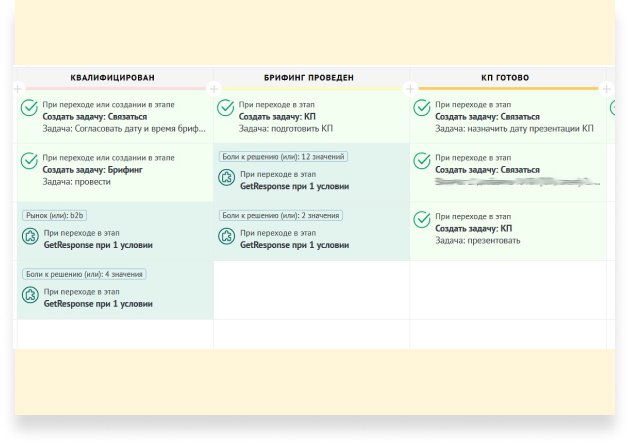 КВАЛИФИЦИРОВАН
При переходе или создании в этапе
Создать задачу: Связаться
Задача: Согласовать дату и время бриф...
При переходе или создании в этапе
Создать задачу: Брифинг
Задача: провести
Рынок (или): b2b
При переходе в этап
GetResponse при 1 условии
Боли к решению (или): 4 значения
При переходе в этап
GetResponse при 1 условии
БРИФИНГ ПРОВЕДЕН
При переходе в этап
Создать задачу: КП
Задача: подготовить КП
Боли к решению (или): 12 значений
При переходе в этап
GetResponse при 1 условии
Боли к решению (или): 2 значения
При переходе в этап
GetResponse при 1 условии
КП ГОТОВО
При переходе в этап
Создать задачу: Связаться
Задача: назначить дату презентации КП
При переходе в этап
Создать задачу: Связаться
При переходе в этап
Создать задачу: КП
Задача: презентовать